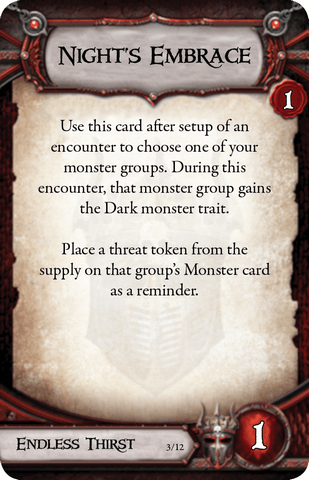 NIGHT'S EMBRACE
1
Use this card after setup of an
encounter to choose one of your
monster groups. During this
encounter, that monster group gains
the Dark monster trait.
Place a threat token from the
supply on that group's Monster card
as a reminder.
ENDLESS THIRST 3/12 1